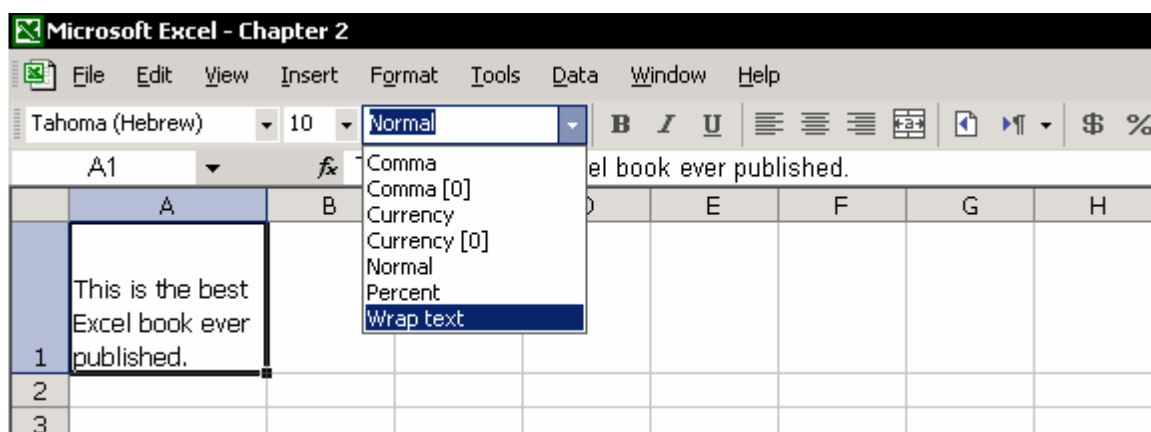 Microsoft Excel - Chapter 2
File Edit View Insert Format Tools Data Window Help
Tahoma (Hebrew) 10 Normal B I U a $ %
A1 fx el book ever published.
Comma
Comma [0]
Currency
Currency [0]
Normal
Percent
Wrap text
A B E F G H
This is the best
Excel book ever
published.
1
2
3